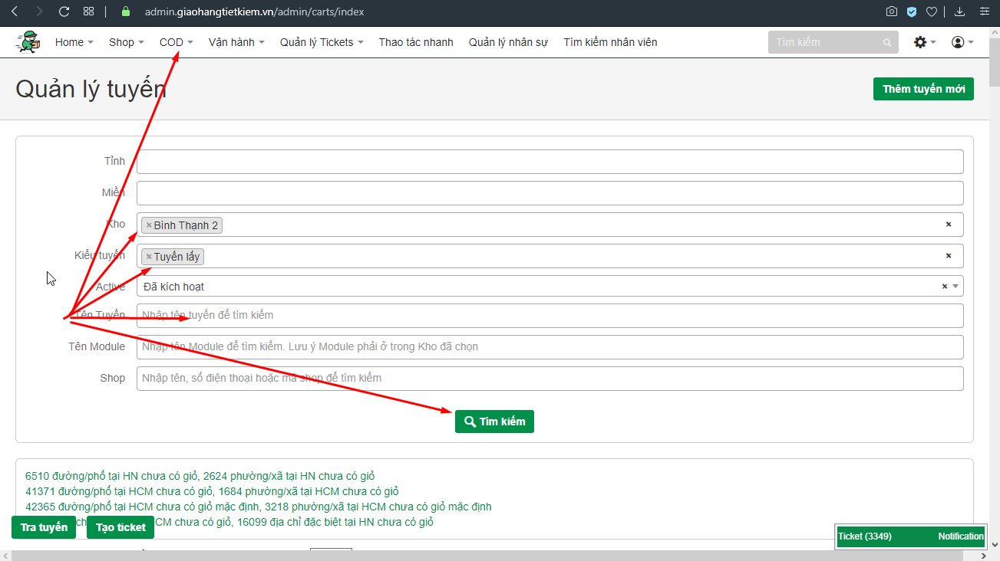 admin.giaohangtietkiem.vn/admin/carts/index
Home Shop COD Vận hành Quản lý Tickets Thao tác nhanh Quản lý nhân sự Tìm kiếm nhân viên Tìm kiếm
Quản lý tuyến Thêm tuyến mới
Tỉnh
Miền
Kho × Bình Thạnh 2 ×
Kiểu tuyến × Tuyến lấy ×
Active Đã kích hoạt ×
Tên Tuyến Nhập tên tuyến để tìm kiếm
Tên Module Nhập tên Module để tìm kiếm. Lưu ý Module phải ở trong Kho đã chọn
Shop Nhập tên, số điện thoại hoặc mã shop để tìm kiếm
Tìm kiếm
6510 đường/phố tại HN chưa có giỏ, 2624 phường/xã tại HN chưa có giỏ
41371 đường/phố tại HCM chưa có giỏ, 1684 phường/xã tại HCM chưa có giỏ
42365 đường/phố tại HCM chưa có giỏ mặc định, 3218 phường/xã tại HCM chưa có giỏ mặc định
CM chưa có giỏ, 16099 địa chỉ đặc biệt tại HN chưa có giỏ
Tra tuyến Tạo ticket
Ticket (3349) Notification